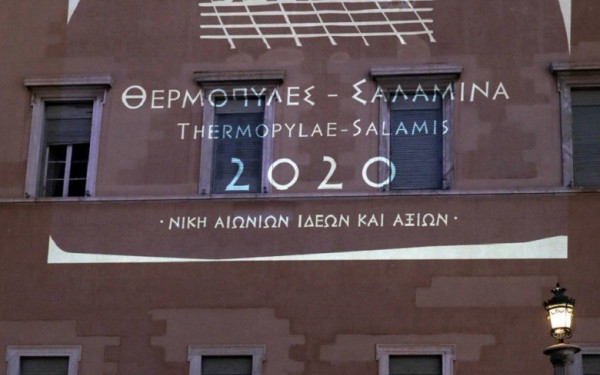 ΘΕΡΜΟΠΥΛΕΣ - ΣΑΛΑΜΙΝΑ
THERMOPYLAE-SALAMIS
2020
· ΝΙΚΗ ΑΙΩΝΙΩΝ ΙΔΕΩΝ ΚΑΙ ΑΞΙΩΝ ·